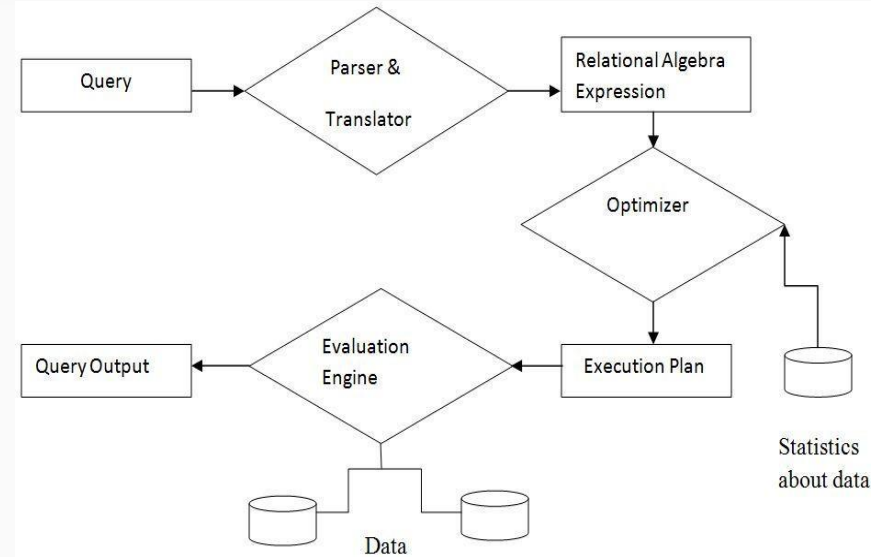 Query
Parser &
Translator
Relational Algebra
Expression
Optimizer
Statistics
about data
Execution Plan
Evaluation
Engine
Query Output
Data